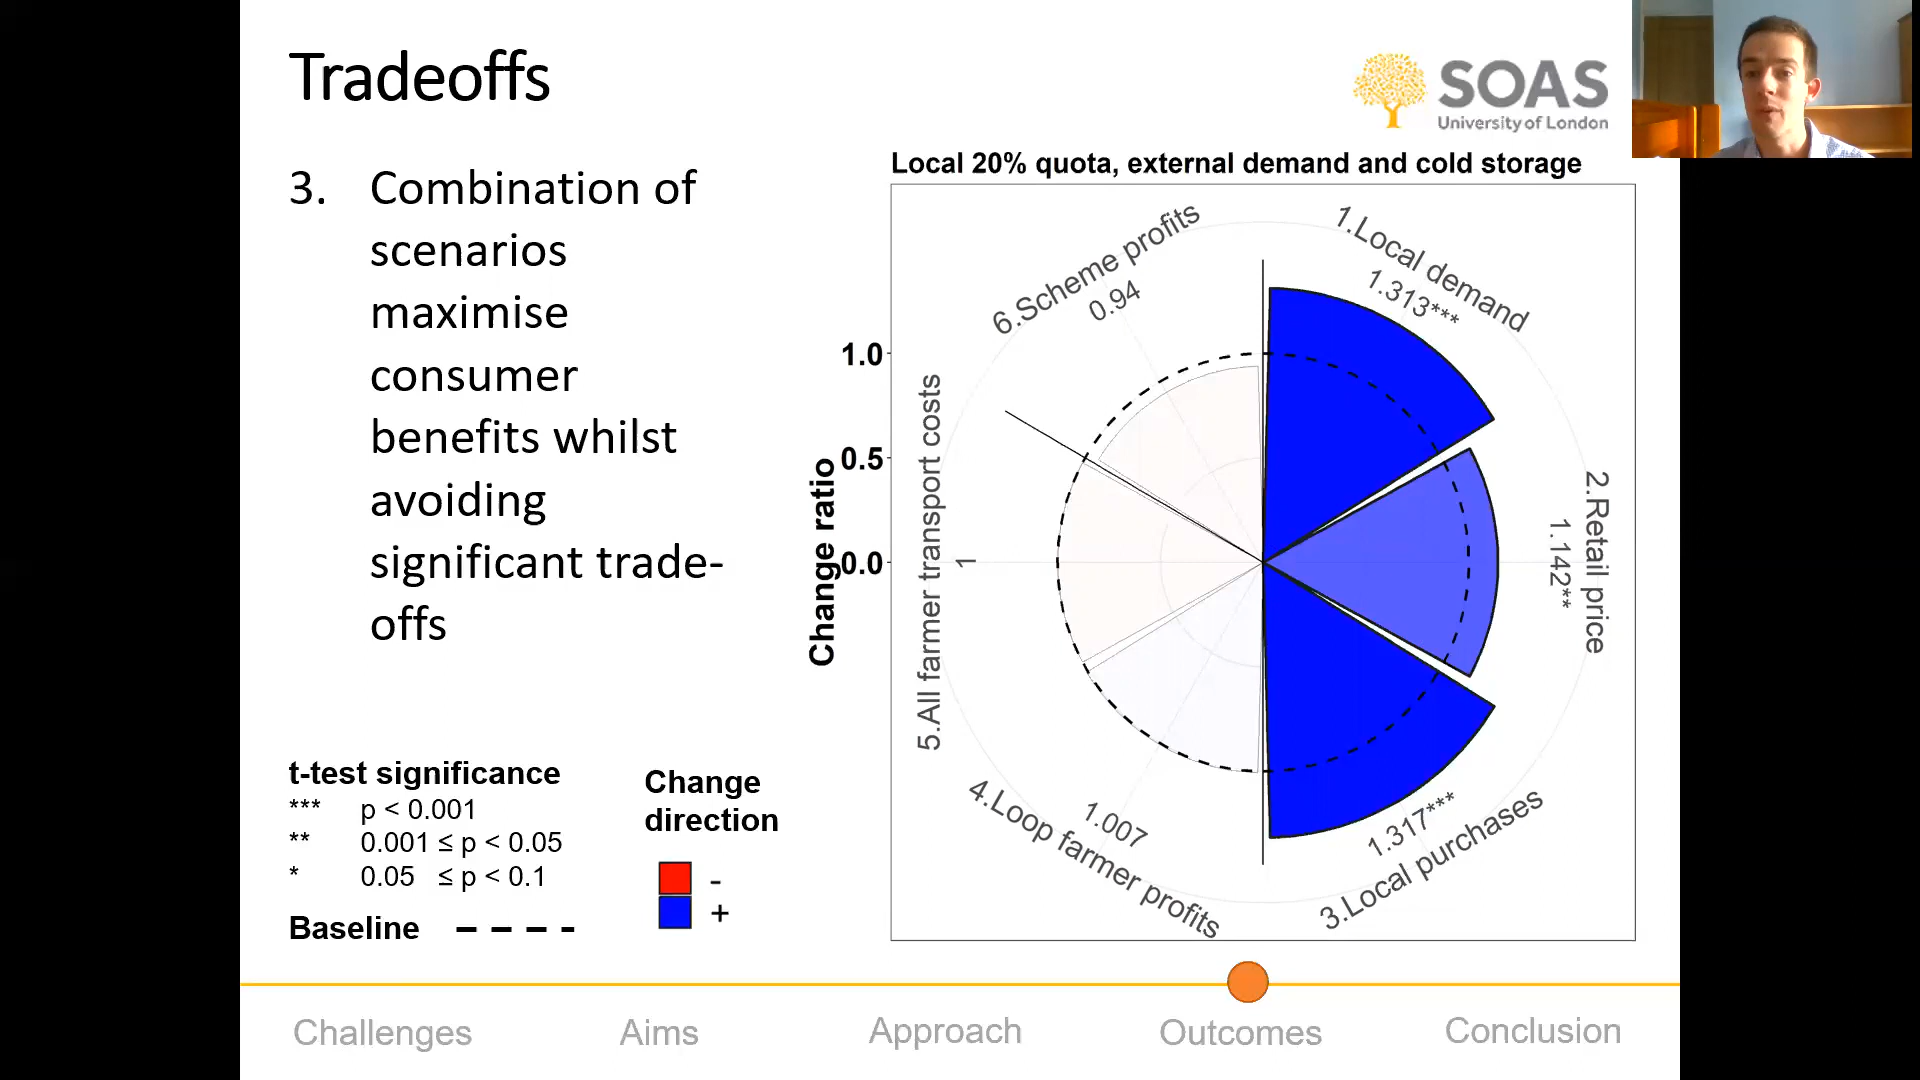 Tradeoffs
SOAS
University of London
3. Combination of
scenarios
maximise
consumer
benefits whilst
avoiding
significant trade-
offs
Local 20% quota, external demand and cold storage
1.Local demand
1.313***
2.Retail price
1.142**
3.Local purchases
1.317***
4.Loop farmer profits
1.007
5.All farmer transport costs
1
6.Scheme profits
0.94
Change ratio
1.0
0.5
0.0
t-test significance
*** p < 0.001
** 0.001 ≤ p < 0.05
* 0.05 ≤ p < 0.1
Baseline
Change
direction
-
+
Challenges
Aims
Approach
Outcomes
Conclusion